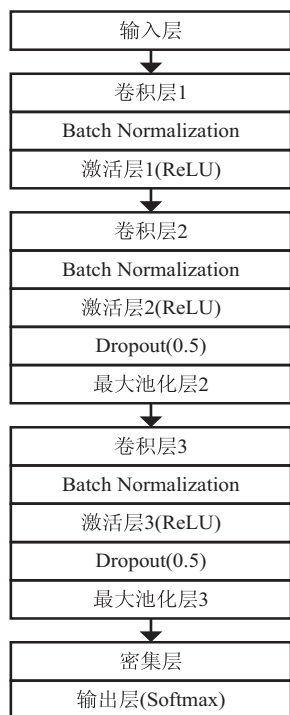 输入层
卷积层1
Batch Normalization
激活层1(ReLU)
卷积层2
Batch Normalization
激活层2(ReLU)
Dropout(0.5)
最大池化层2
卷积层3
Batch Normalization
激活层3(ReLU)
Dropout(0.5)
最大池化层3
密集层
输出层(Softmax)